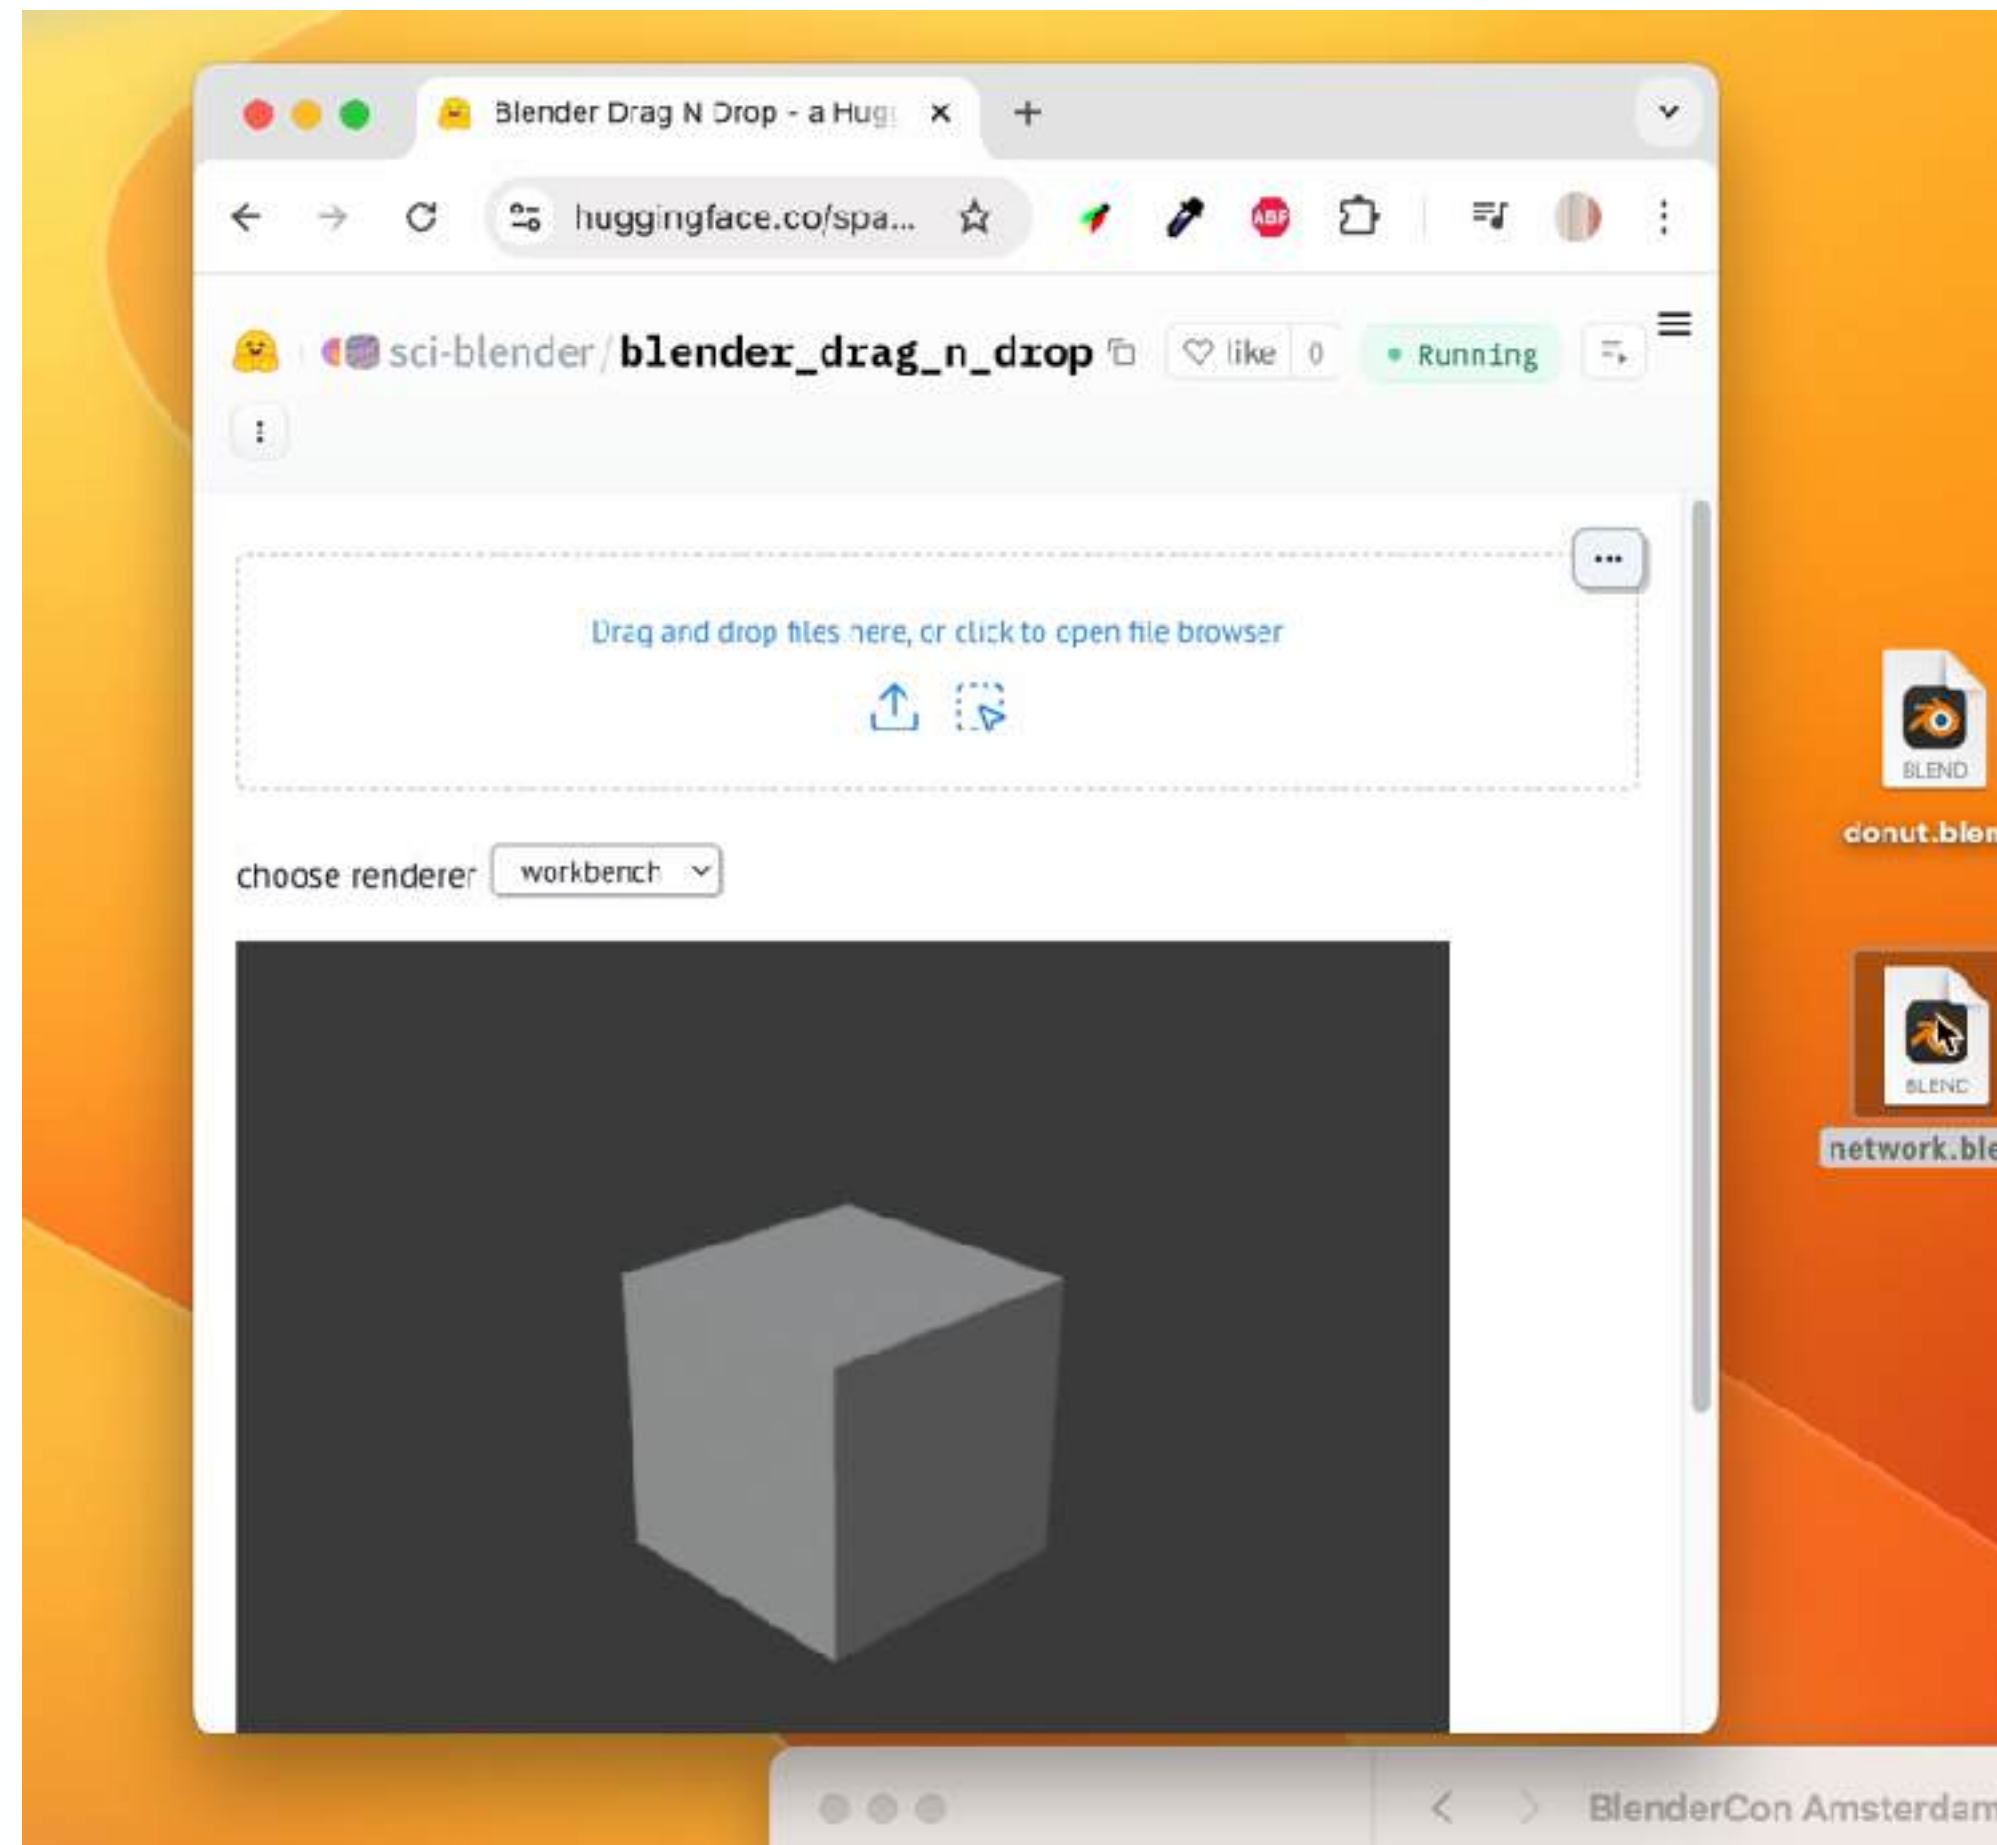 Blender Drag N Drop - a Hug
huggingface.co/spa...
ABP
sci-blender/blender_drag_n_drop like 0 Running
Drag and drop files here, or click to open file browser
BLEND
donut.blen
choose renderer workbench
BLEND
network.ble
BlenderCon Amsterdam